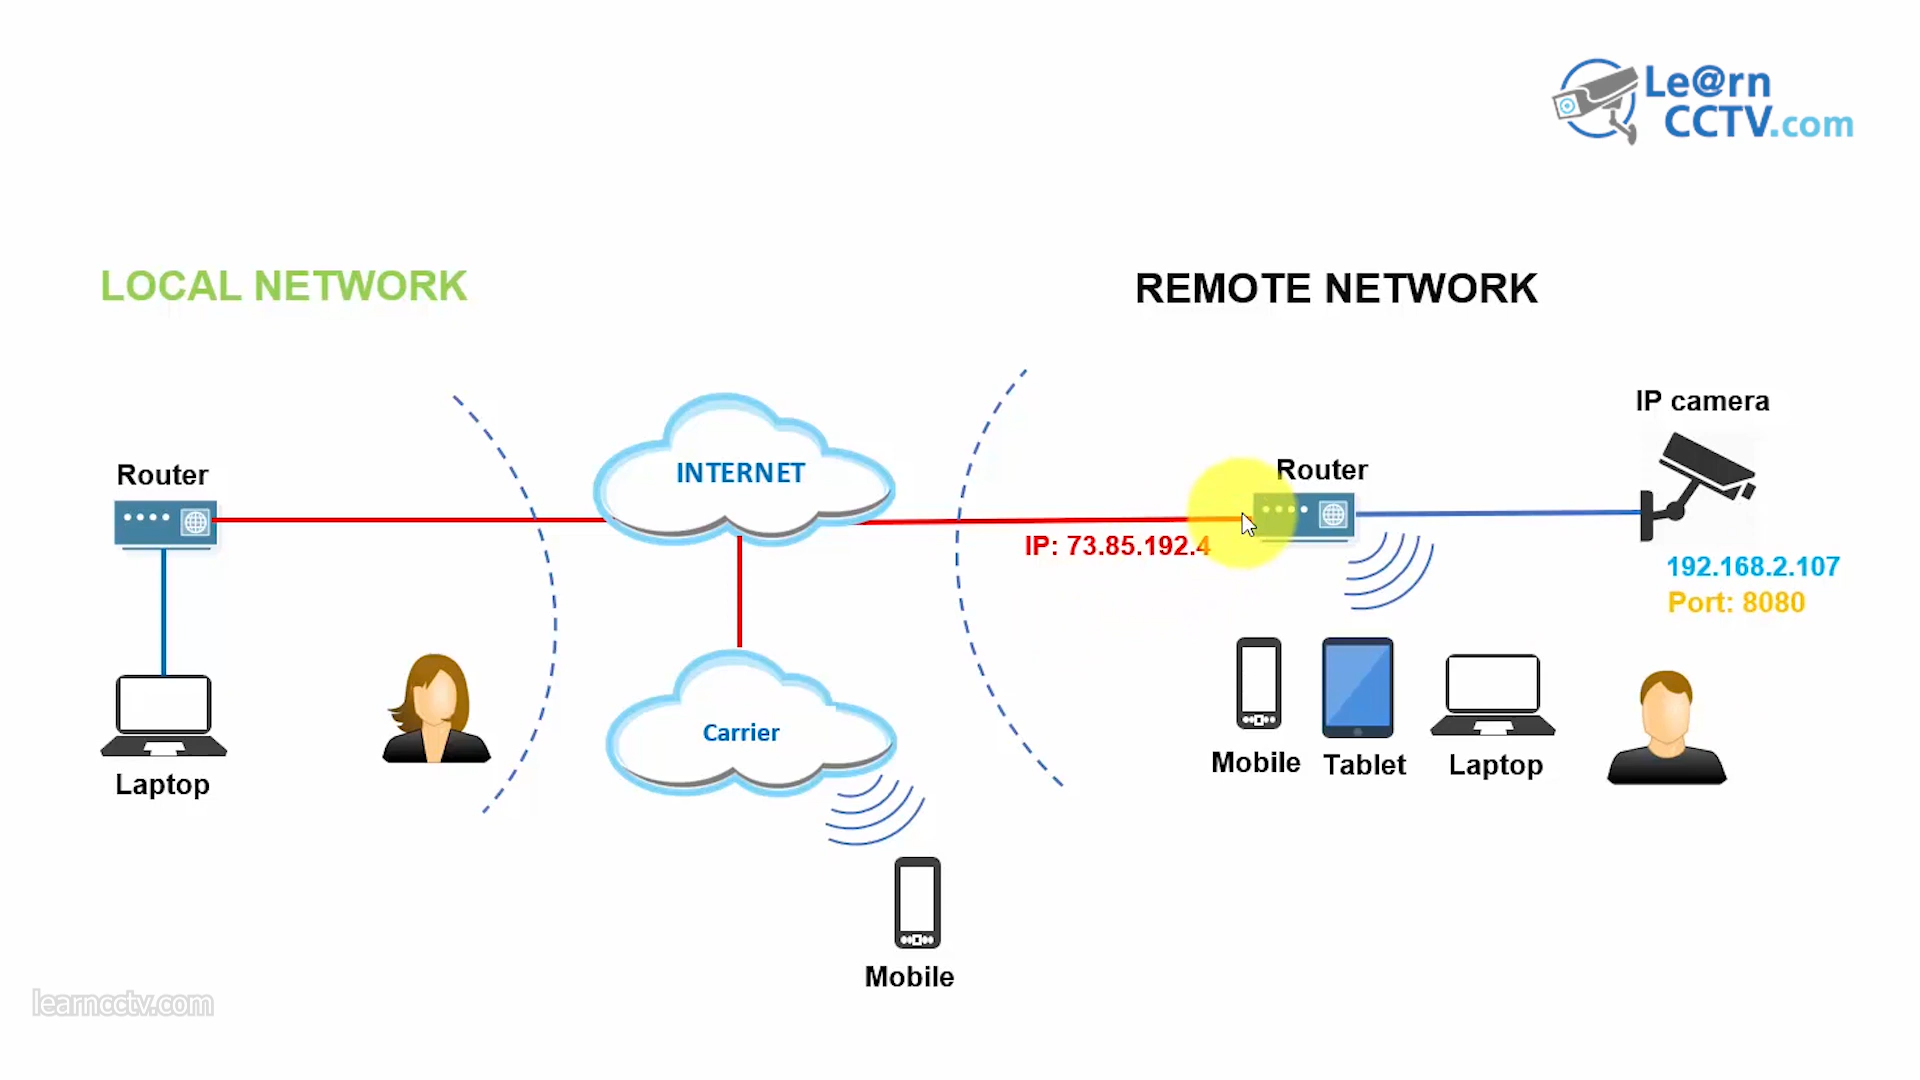 Le@rn
CCTV.com
LOCAL NETWORK
REMOTE NETWORK
IP camera
Router
INTERNET
Router
IP: 73.85.192.4
192.168.2.107
Port: 8080
Carrier
Laptop
Mobile
Tablet
Laptop
Mobile
learncctv.com